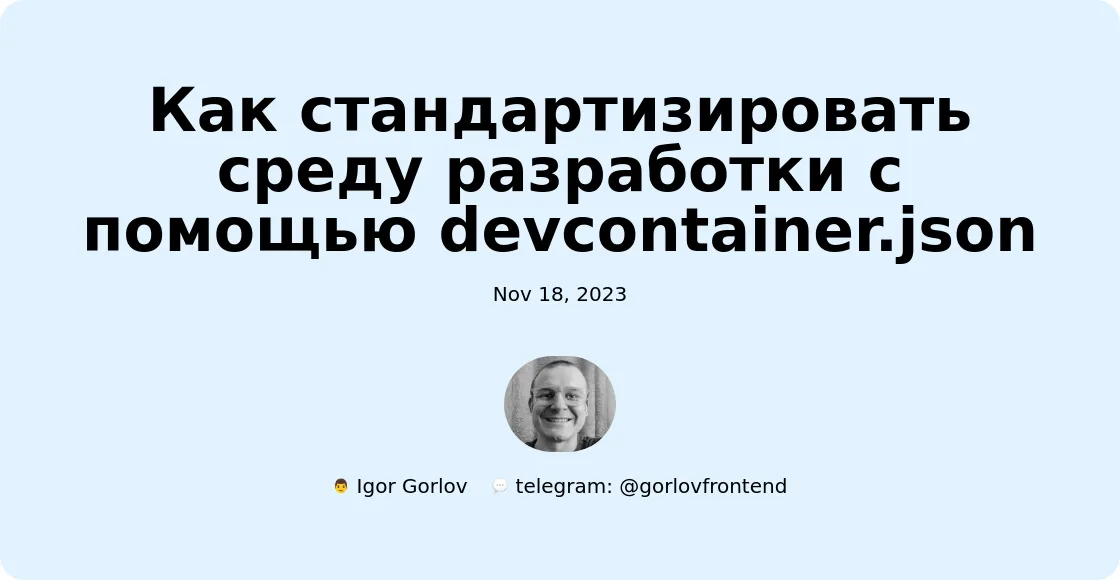 Как стандартизировать
среду разработки с
помощью devcontainer.json
Nov 18, 2023
👨 Igor Gorlov 💬 telegram: @gorlovfrontend